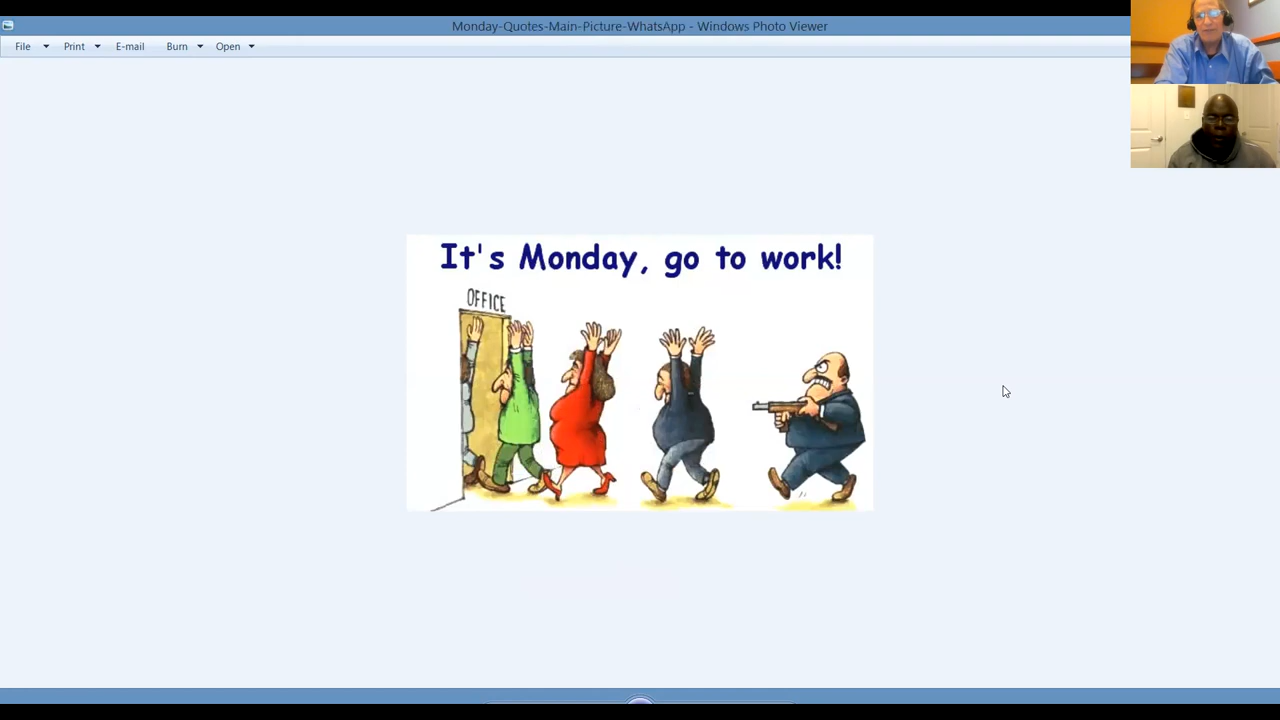 Monday-Quotes-Main-Picture-WhatsApp - Windows Photo Viewer
File Print E-mail Burn Open
It's Monday, go to work!
OFFICE